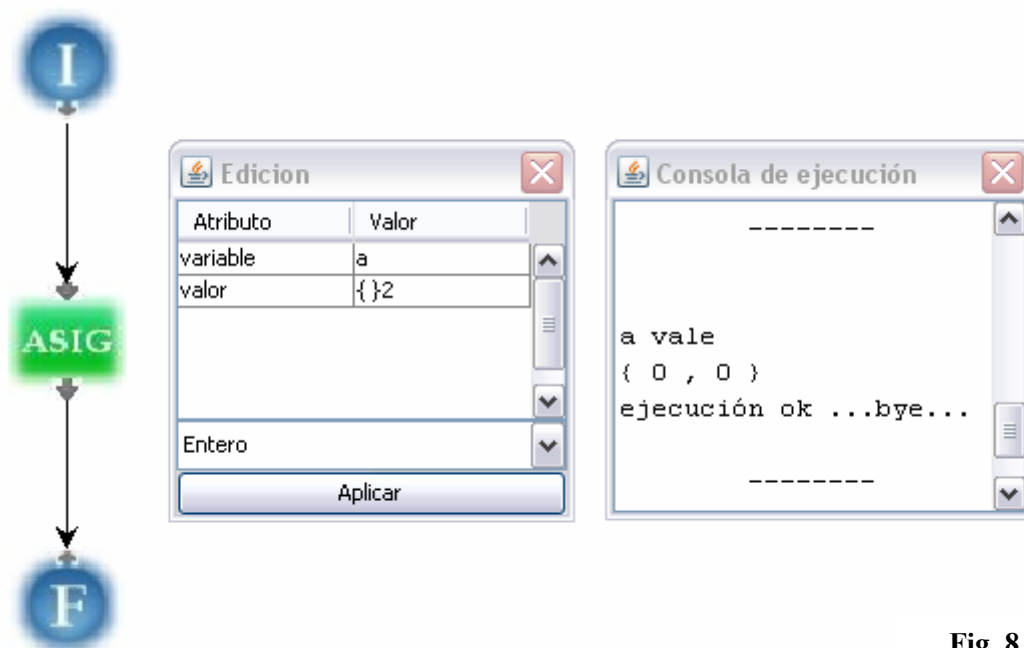 I
ASIG
F
Edicion
Atributo Valor
variable a
valor { }2
Entero
Aplicar
Consola de ejecución
--------
a vale
{ 0 , 0 }
ejecución ok ...bye...
--------
Fig. 8